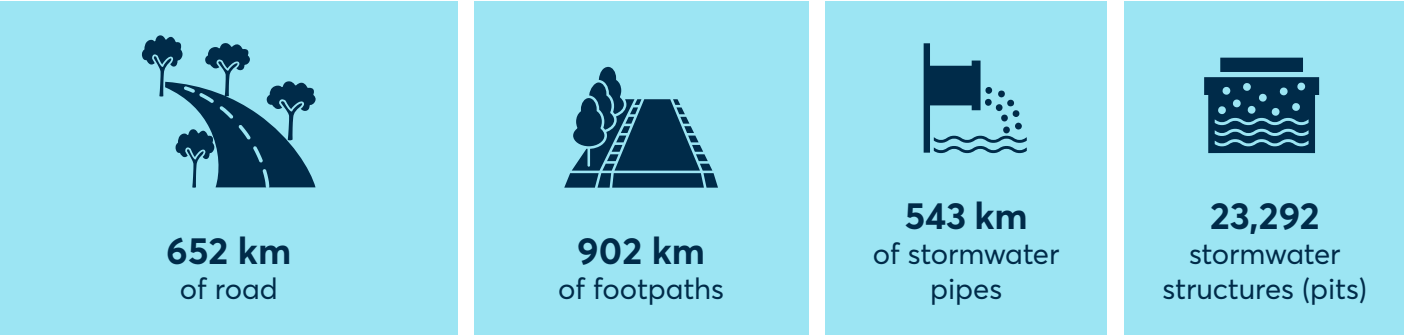 652 km
of road
902 km
of footpaths
543 km
of stormwater
pipes
23,292
stormwater
structures (pits)